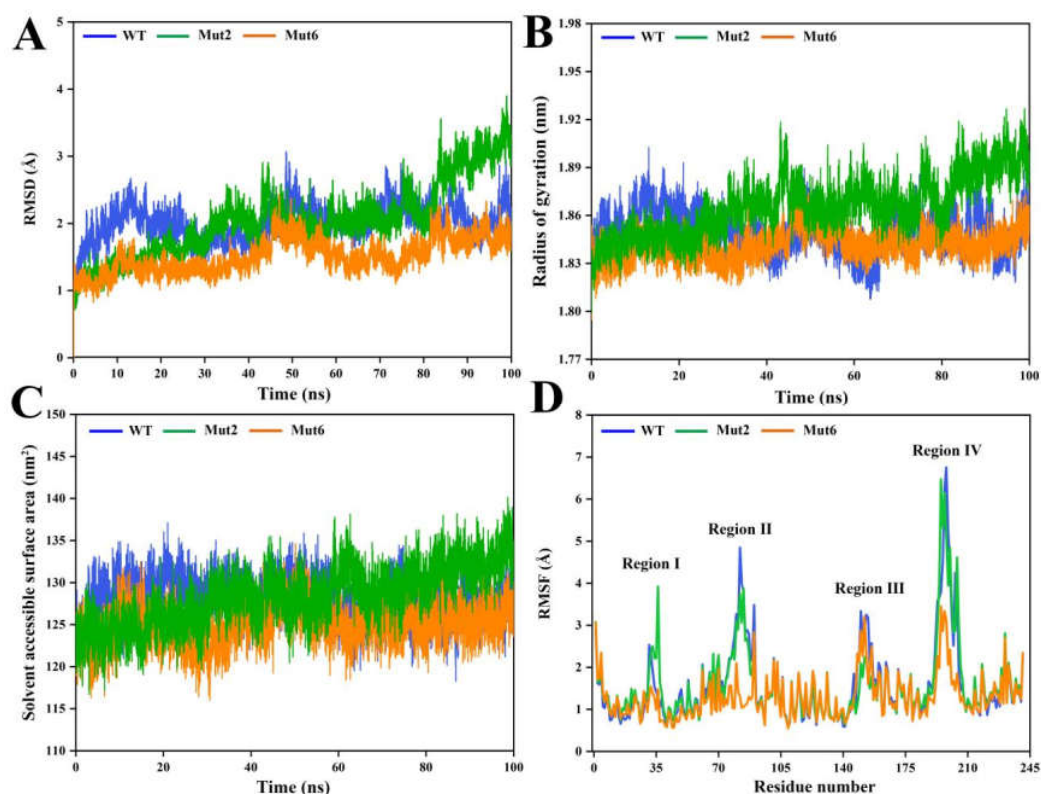 A
WT Mut2 Mut6
5
4
3
2
1
0
RMSD (Å)
0 10 20 30 40 50 60 70 80 90 100
Time (ns)
B
WT Mut2 Mut6
1.98
1.95
1.92
1.89
1.86
1.83
1.80
1.77
Radius of gyration (nm)
0 20 40 60 80 100
Time (ns)
C
WT Mut2 Mut6
150
145
140
135
130
125
120
115
110
Solvent accessible surface area (nm²)
0 20 40 60 80 100
Time (ns)
D
WT Mut2 Mut6
8
7
6
5
4
3
2
1
0
RMSF (Å)
Region I
Region II
Region III
Region IV
0 35 70 105 140 175 210 245
Residue number